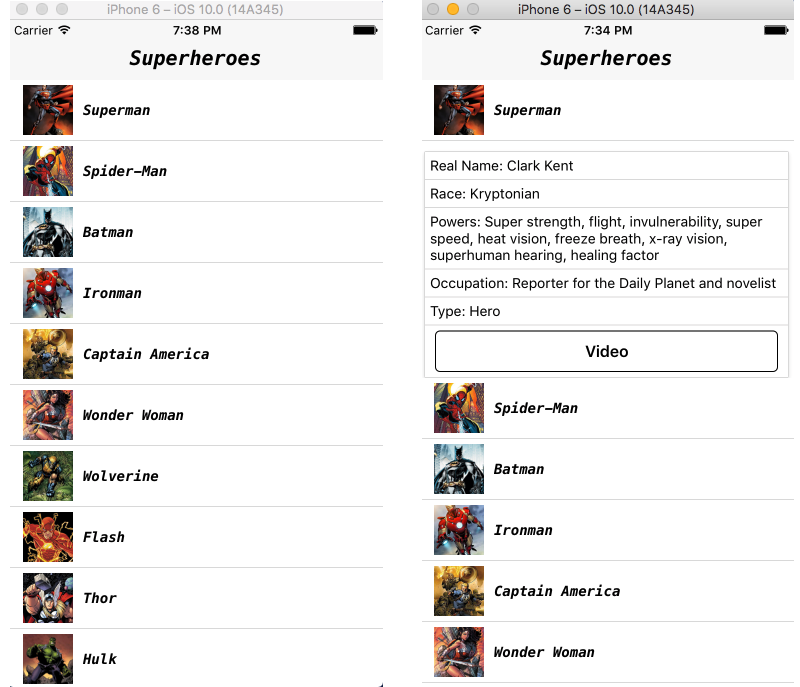 iPhone 6 – iOS 10.0 (14A345)
Carrier 7:38 PM
Superheroes
Superman
Spider-Man
Batman
Ironman
Captain America
Wonder Woman
Wolverine
Flash
Thor
Hulk
iPhone 6 – iOS 10.0 (14A345)
Carrier 7:34 PM
Superheroes
Superman
Real Name: Clark Kent
Race: Kryptonian
Powers: Super strength, flight, invulnerability, super
speed, heat vision, freeze breath, x-ray vision,
superhuman hearing, healing factor
Occupation: Reporter for the Daily Planet and novelist
Type: Hero
Video
Spider-Man
Batman
Ironman
Captain America
Wonder Woman